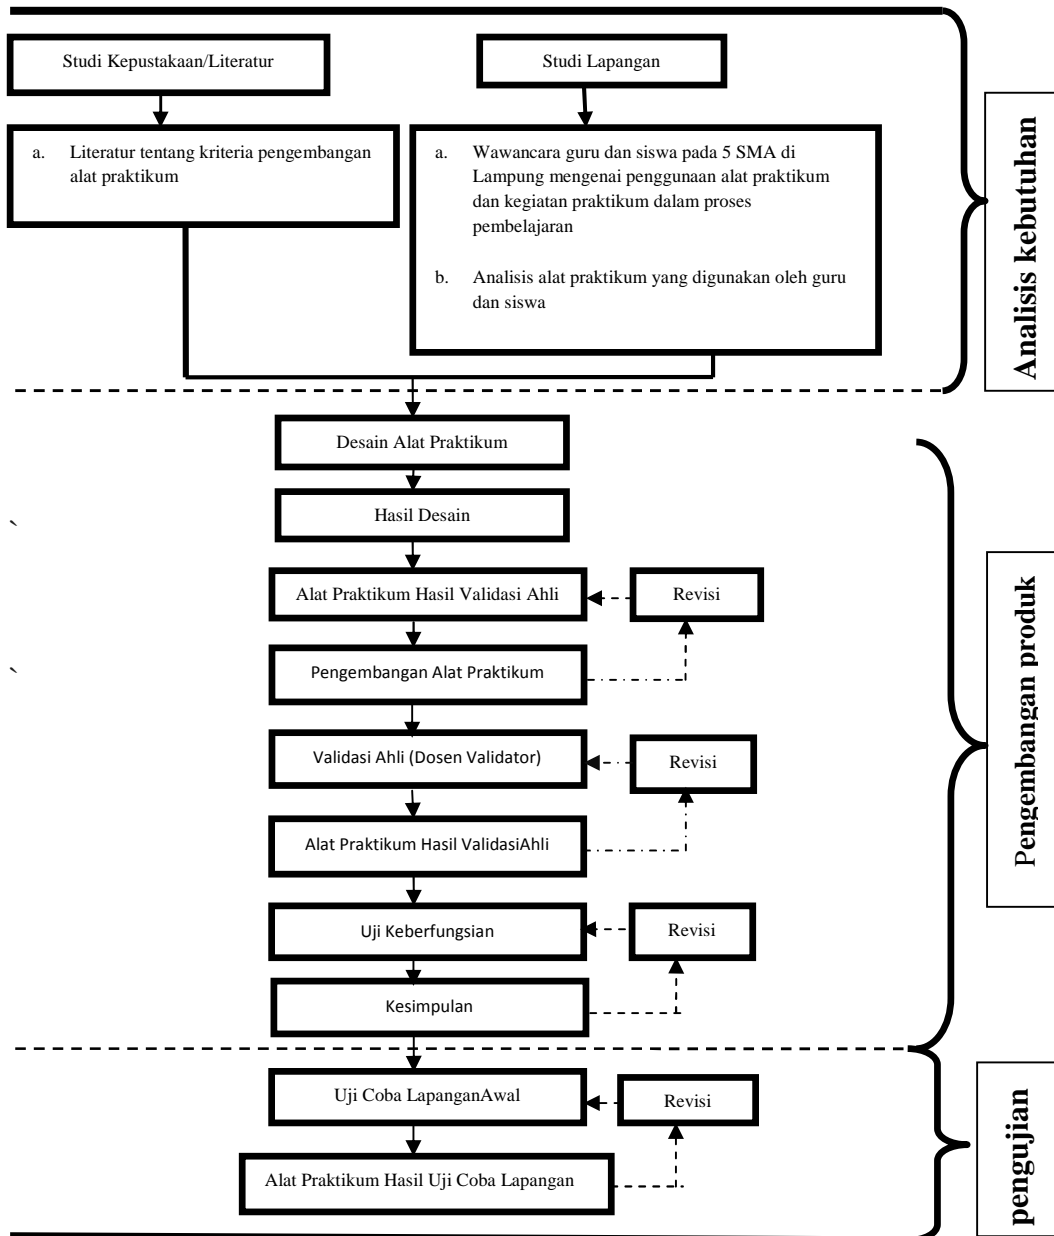 Studi Kepustakaan/Literatur
Studi Lapangan
a. Literatur tentang kriteria pengembangan
alat praktikum
a. Wawancara guru dan siswa pada 5 SMA di
Lampung mengenai penggunaan alat praktikum
dan kegiatan praktikum dalam proses
pembelajaran
b. Analisis alat praktikum yang digunakan oleh guru
dan siswa
Analisis kebutuhan
Desain Alat Praktikum
Hasil Desain
`
Alat Praktikum Hasil Validasi Ahli
Revisi
Pengembangan Alat Praktikum
`
Validasi Ahli (Dosen Validator)
Revisi
Alat Praktikum Hasil ValidasiAhli
Uji Keberfungsian
Revisi
Kesimpulan
Pengembangan produk
Uji Coba LapanganAwal
Revisi
Alat Praktikum Hasil Uji Coba Lapangan
pengujian